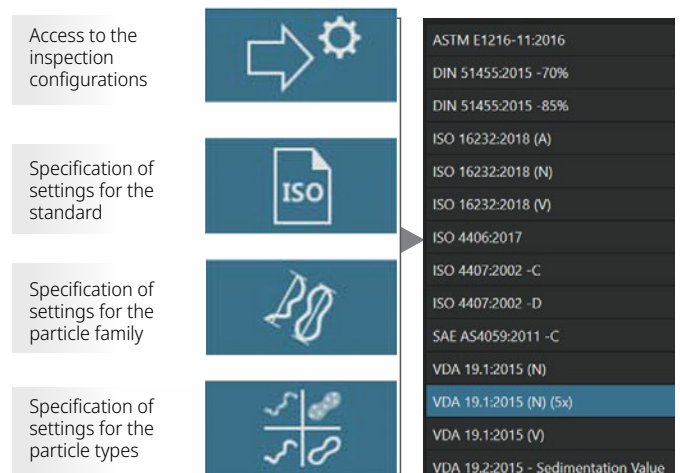 Access to the
inspection
configurations
Specification of
settings for the
standard
ISO
Specification of
settings for the
particle family
Specification of
settings for the
particle types
ASTM E1216-11:2016
DIN 51455:2015 -70%
DIN 51455:2015 -85%
ISO 16232:2018 (A)
ISO 16232:2018 (N)
ISO 16232:2018 (V)
ISO 4406:2017
ISO 4407:2002 -C
ISO 4407:2002 -D
SAE AS4059:2011 -C
VDA 19.1:2015 (N)
VDA 19.1:2015 (N) (5x)
VDA 19.1:2015 (V)
VDA 19.2:2015 - Sedimentation Value